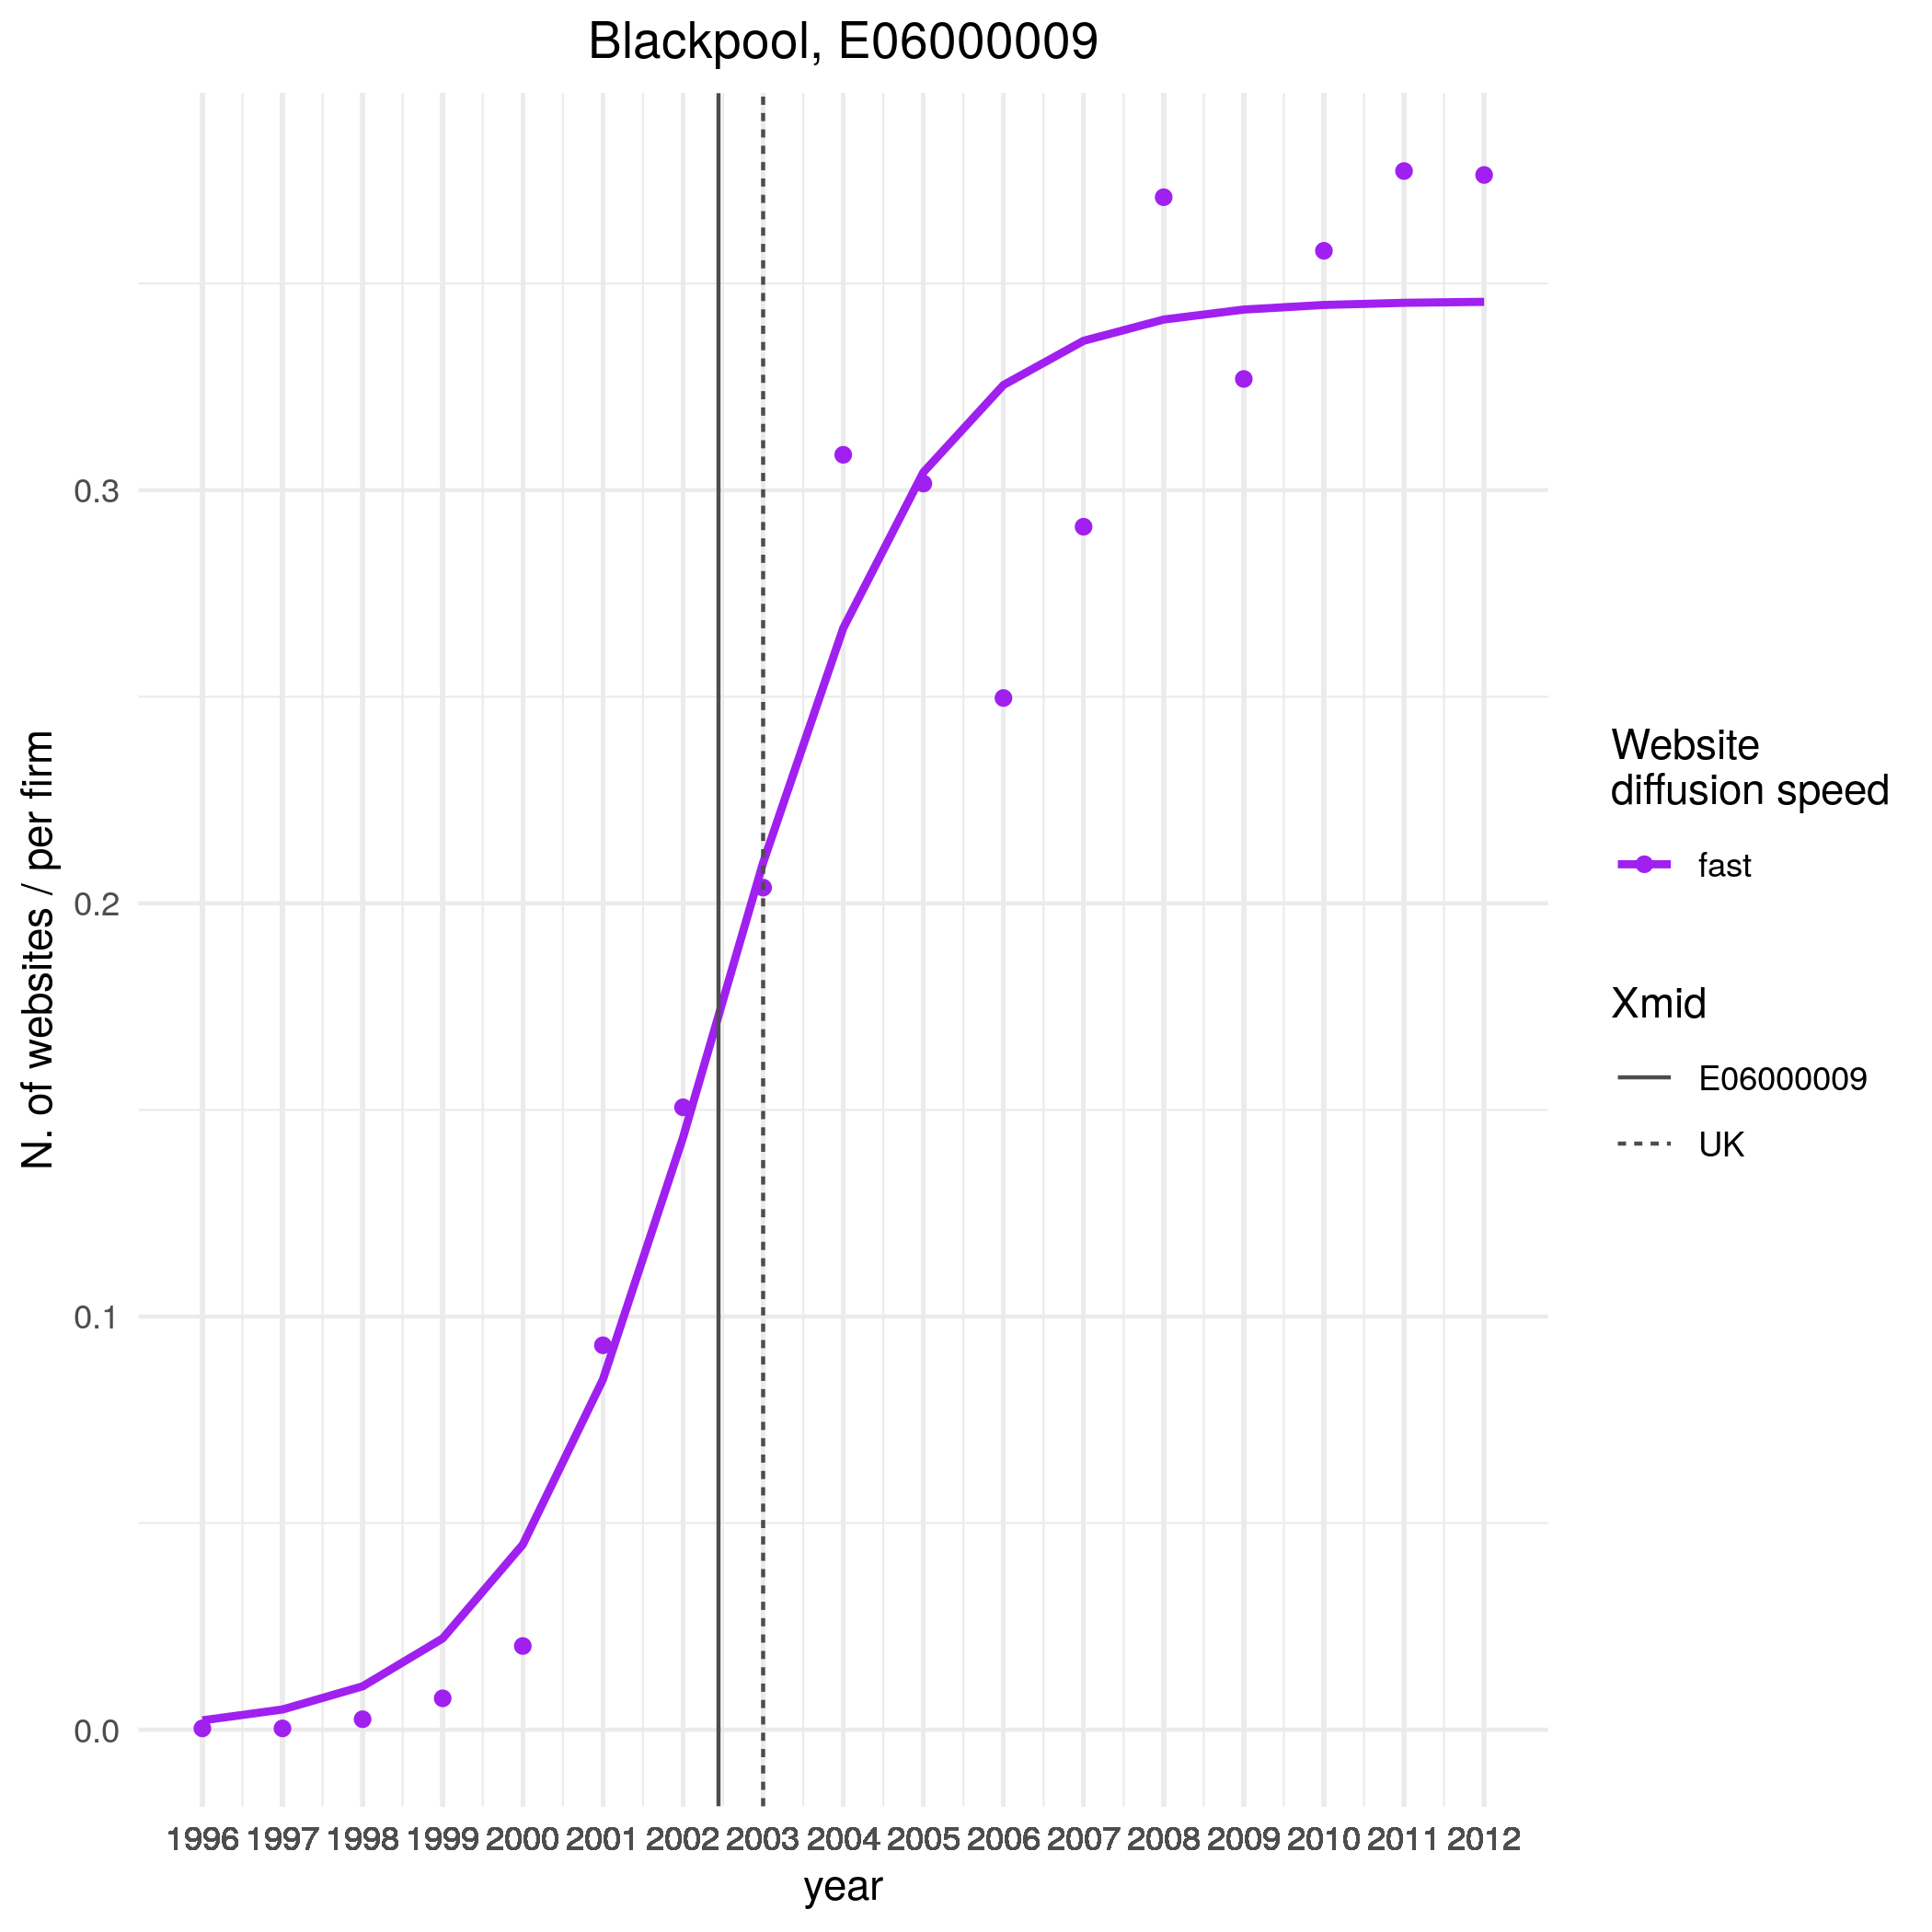 Blackpool, E06000009
N. of websites / per firm
0.3
0.2
0.1
0.0
1996 1997 1998 1999 2000 2001 2002 2003 2004 2005 2006 2007 2008 2009 2010 2011 2012
year
Website
diffusion speed
fast
Xmid
E06000009
UK